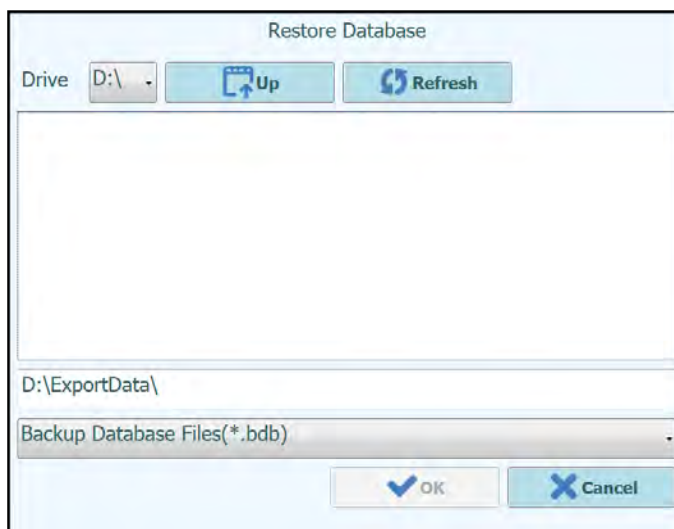 Restore Database
Drive D:\ Up Refresh
D:\ExportData\
Backup Database Files(*.bdb)
OK Cancel